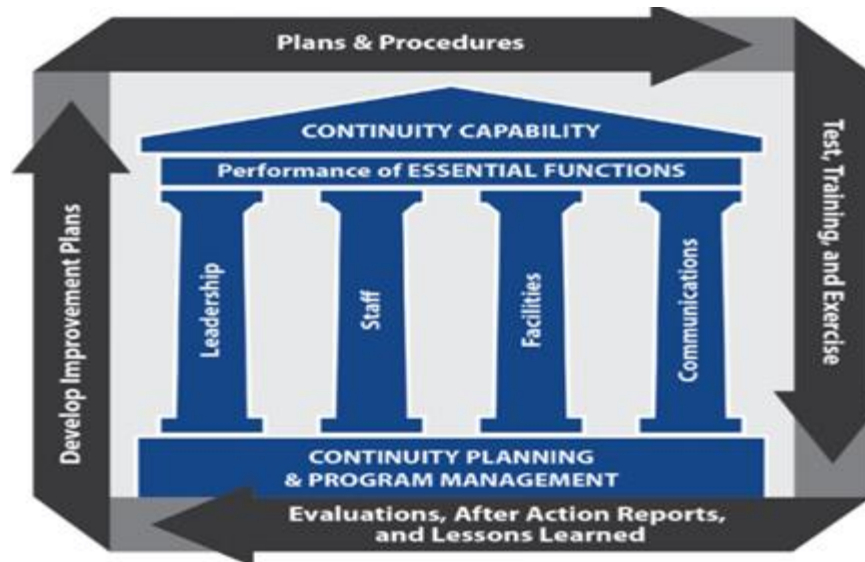 Plans & Procedures
CONTINUITY CAPABILITY
Performance of ESSENTIAL FUNCTIONS
Leadership
Staff
Facilities
Communications
CONTINUITY PLANNING
& PROGRAM MANAGEMENT
Test, Training, and Exercise
Evaluations, After Action Reports,
and Lessons Learned
Develop Improvement Plans